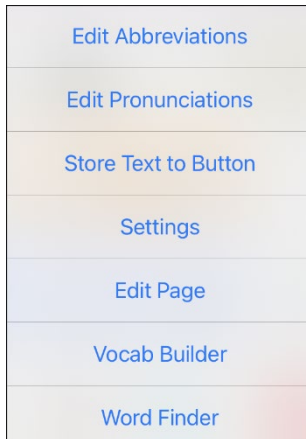 Edit Abbreviations
Edit Pronunciations
Store Text to Button
Settings
Edit Page
Vocab Builder
Word Finder